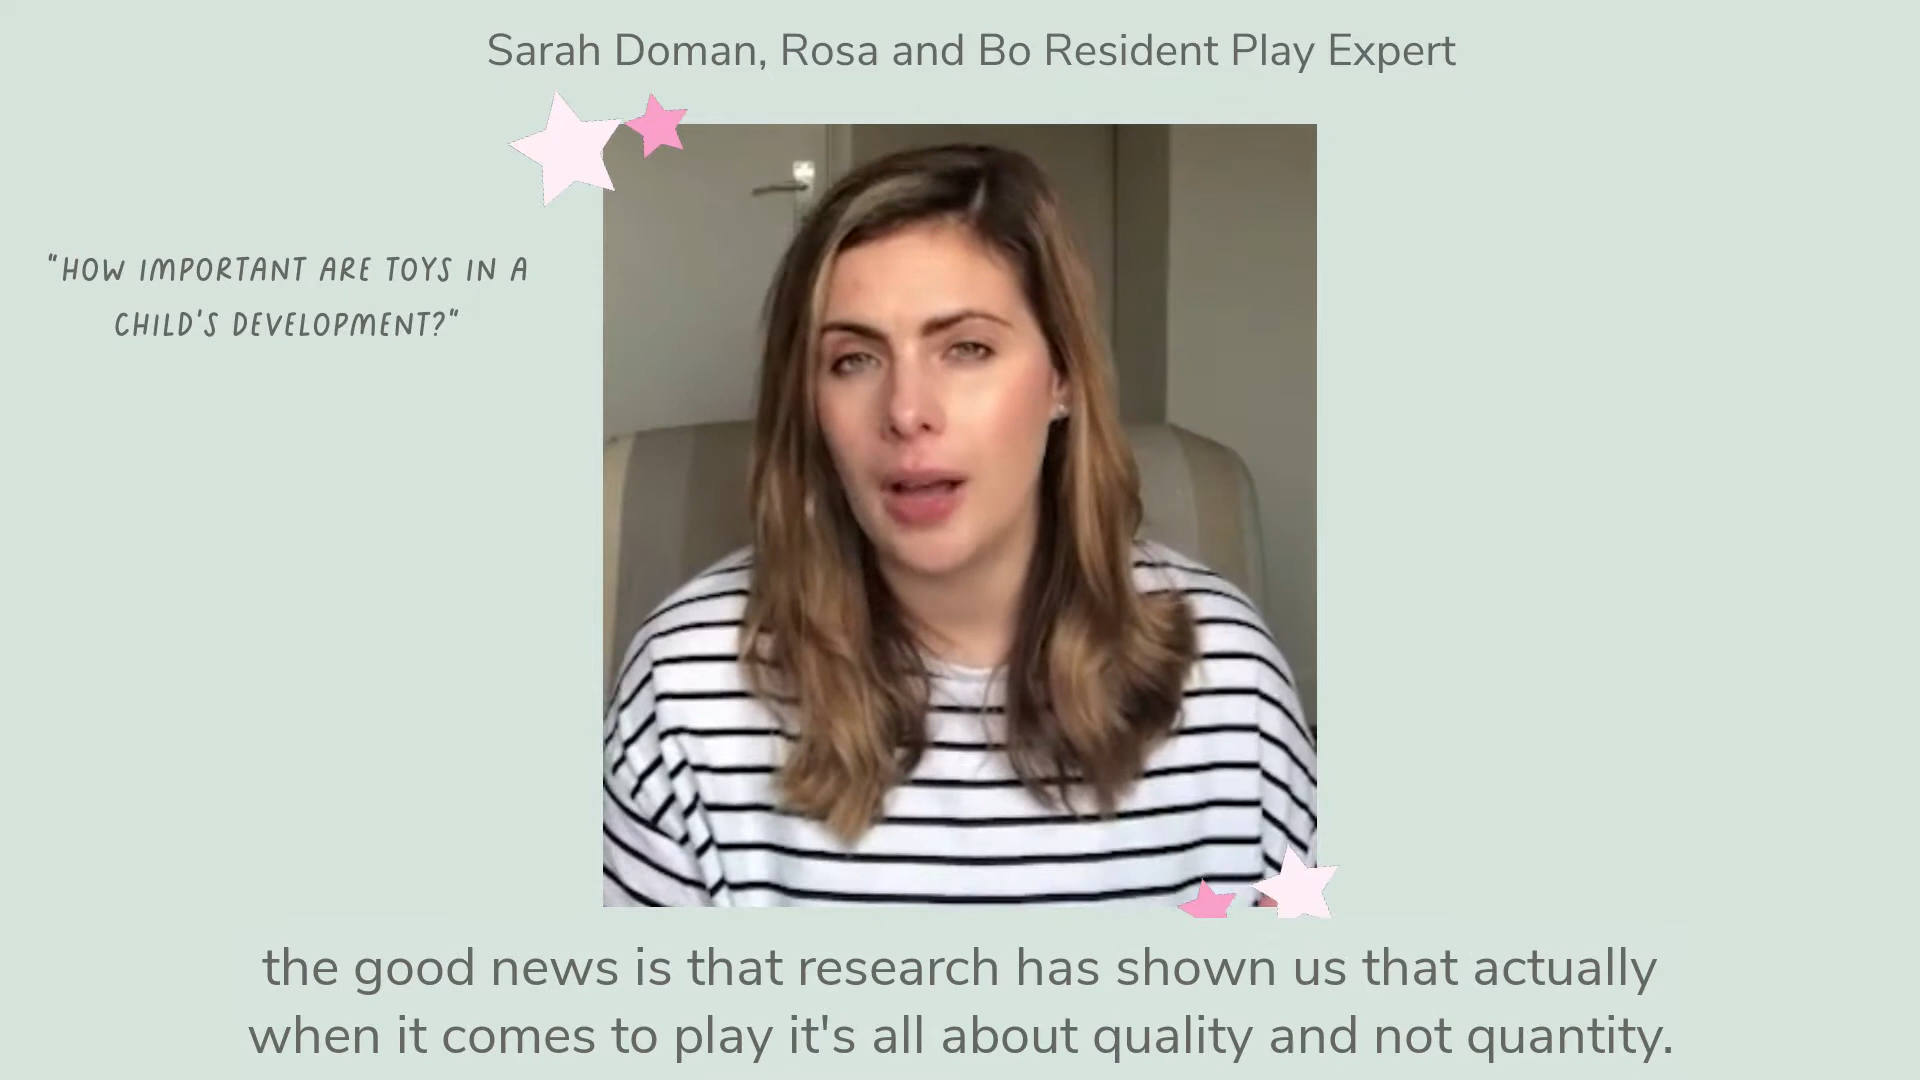 Sarah Doman, Rosa and Bo Resident Play Expert
"HOW IMPORTANT ARE TOYS IN A
CHILD'S DEVELOPMENT?"
the good news is that research has shown us that actually
when it comes to play it's all about quality and not quantity.